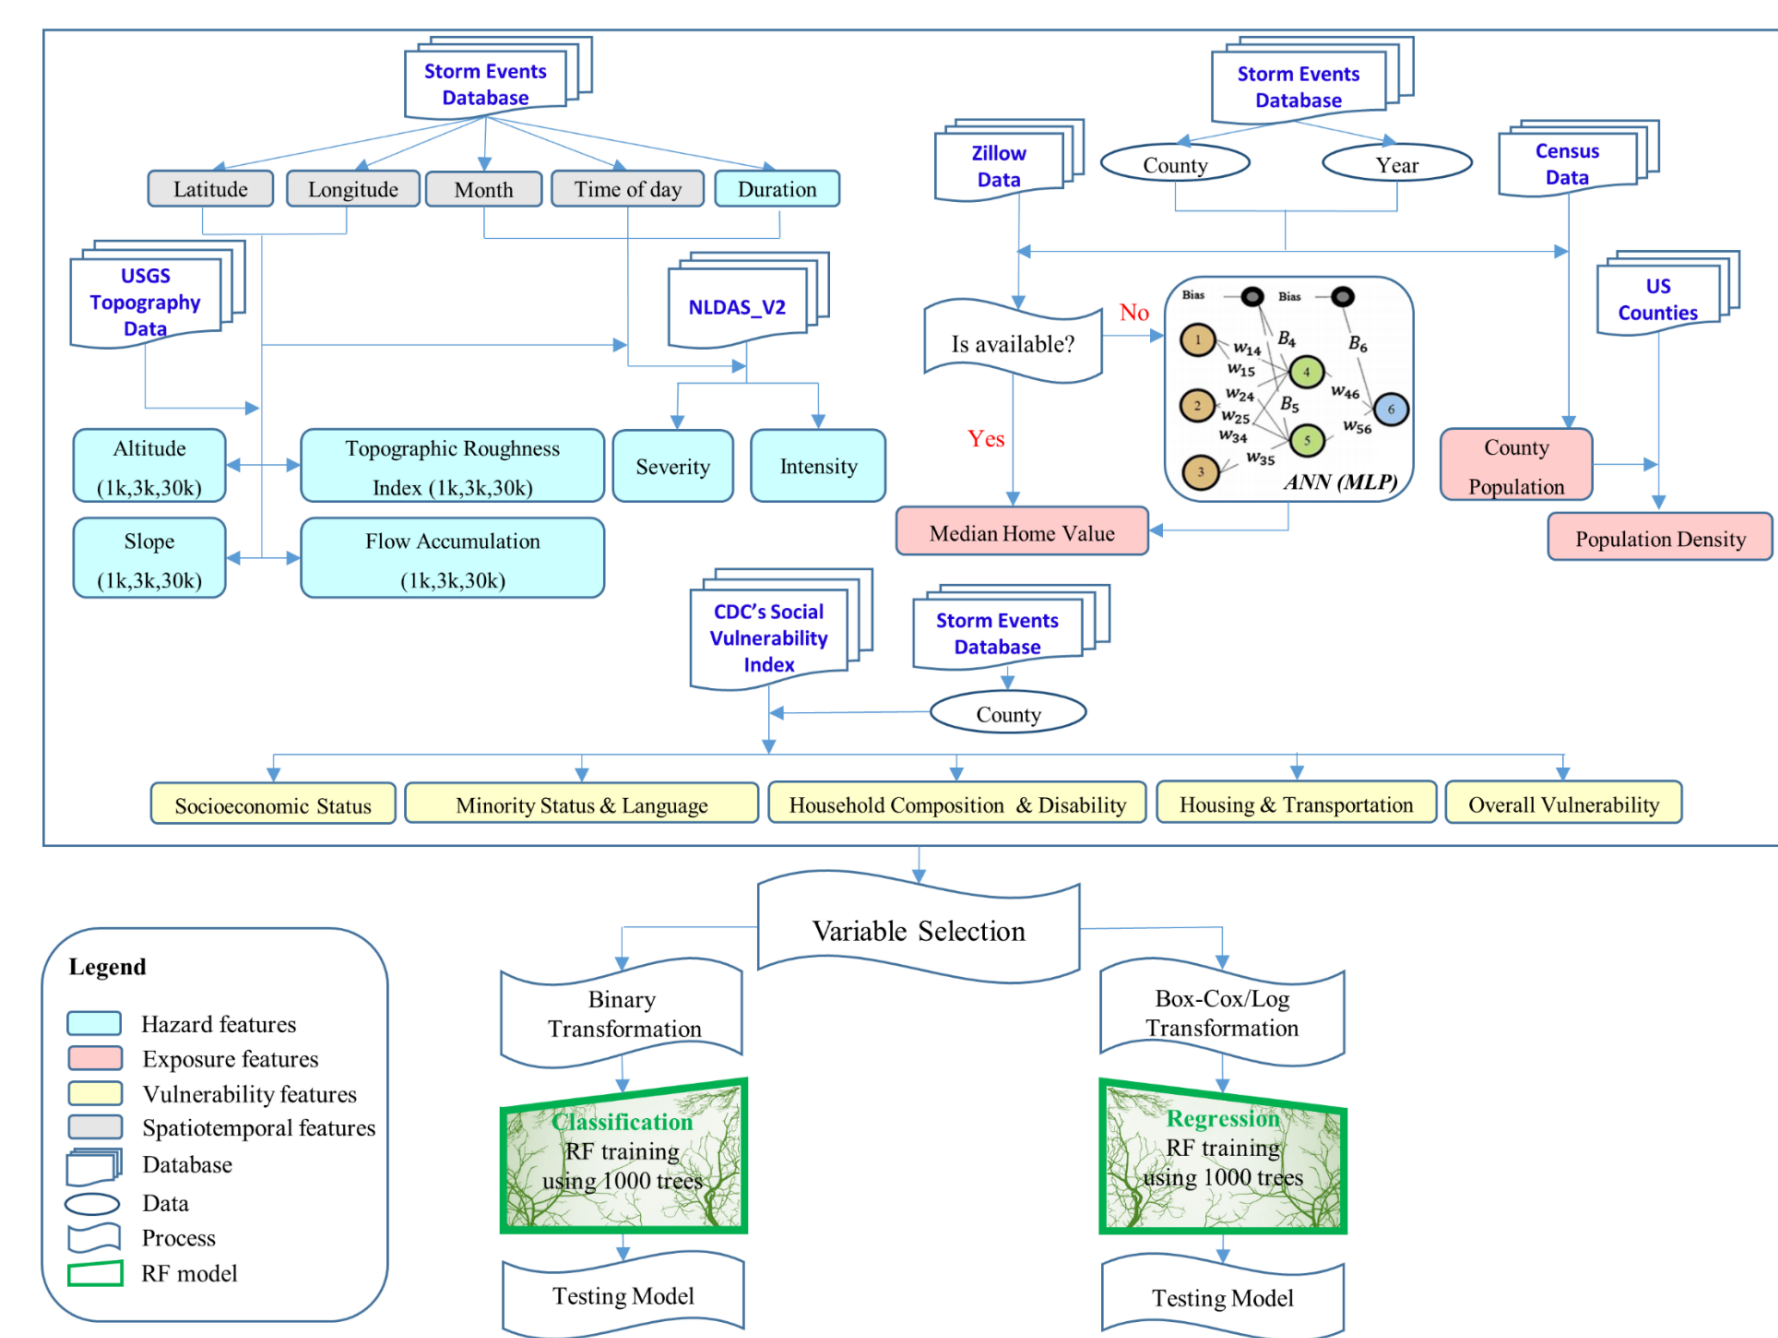 Storm Events
Database
Latitude
Longitude
Month
Time of day
Duration
USGS
Topography
Data
NLDAS_V2
Altitude
(1k,3k,30k)
Topographic Roughness
Index (1k,3k,30k)
Severity
Intensity
Slope
(1k,3k,30k)
Flow Accumulation
(1k,3k,30k)
Storm Events
Database
Zillow
Data
County
Year
Census
Data
US
Counties
Is available?
No
Yes
Bias
Bias
1
2
3
4
5
6
B4
B6
w14
w15
w24
w25
B5
w34
w35
w46
w56
ANN (MLP)
County
Population
Median Home Value
Population Density
CDC’s Social
Vulnerability
Index
Storm Events
Database
County
Socioeconomic Status
Minority Status & Language
Household Composition & Disability
Housing & Transportation
Overall Vulnerability
Variable Selection
Binary
Transformation
Box-Cox/Log
Transformation
Classification
RF training
using 1000 trees
Regression
RF training
using 1000 trees
Testing Model
Testing Model
Legend
Hazard features
Exposure features
Vulnerability features
Spatiotemporal features
Database
Data
Process
RF model